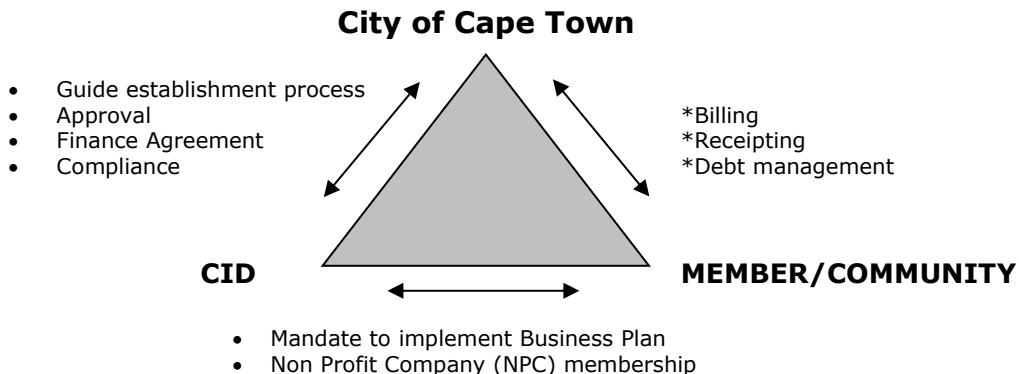 City of Cape Town
• Guide establishment process
• Approval
• Finance Agreement
• Compliance
*Billing
*Receipting
*Debt management
CID
MEMBER/COMMUNITY
• Mandate to implement Business Plan
• Non Profit Company (NPC) membership